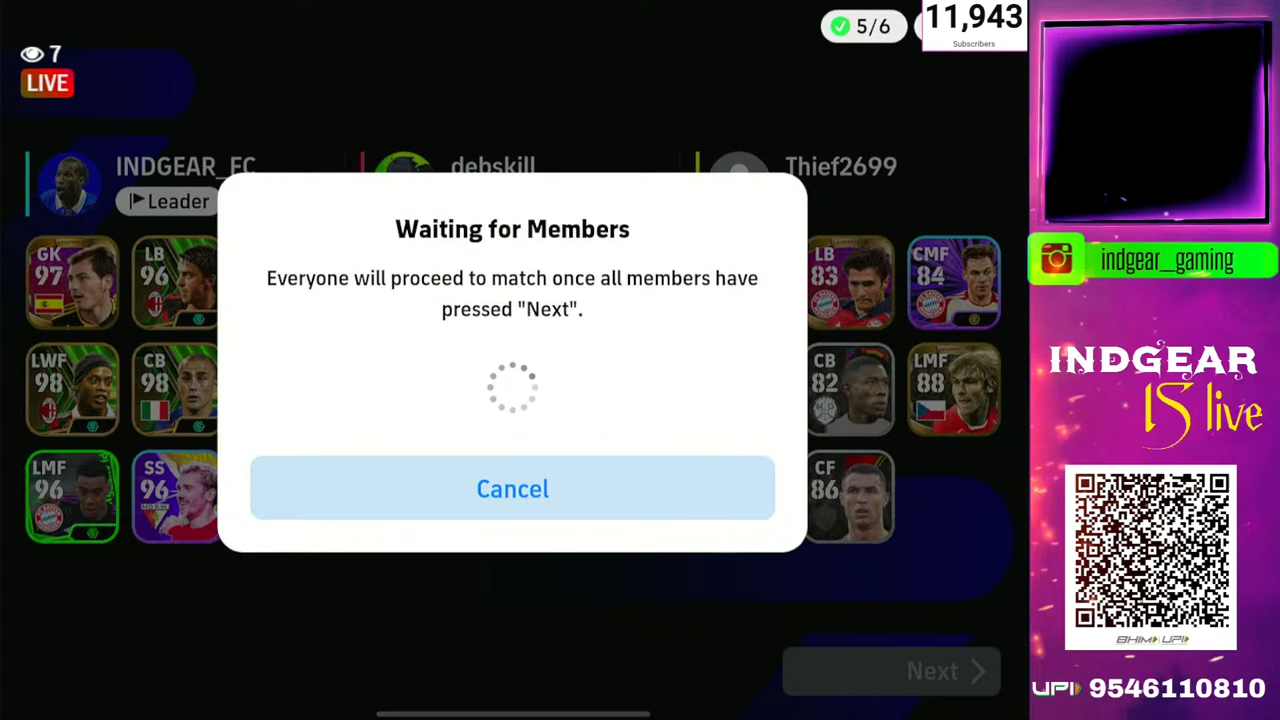 7
LIVE
5/6
11,943
Subscribers
INDGEAR_FC
Leader
debskill
Thief2699
GK
97
LB
96
LB
83
CMF
84
Waiting for Members
Everyone will proceed to match once all members have
pressed "Next".
LWF
98
CB
98
CB
82
LMF
88
LMF
96
SS
96
CF
86
Cancel
Next
indgear_gaming
INDGEAR
IS live
BHIM UPI
UPI 9546110810